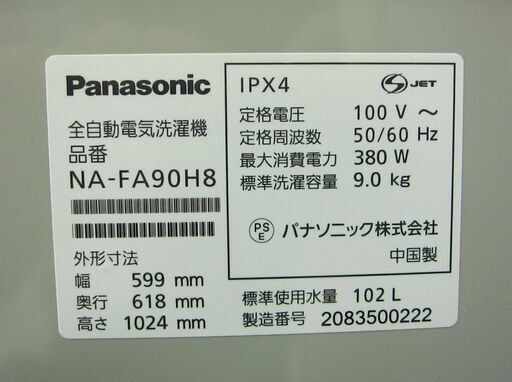 Panasonic
全自動電気洗濯機
品番
NA-FA90H8
外形寸法
幅 599 mm
奥行 618 mm
高さ 1024 mm
IPX4 S JET
定格電圧 100 V ～
定格周波数 50/60 Hz
最大消費電力 380 W
標準洗濯容量 9.0 kg
PS E パナソニック株式会社
中国製
標準使用水量 102 L
製造番号 2083500222